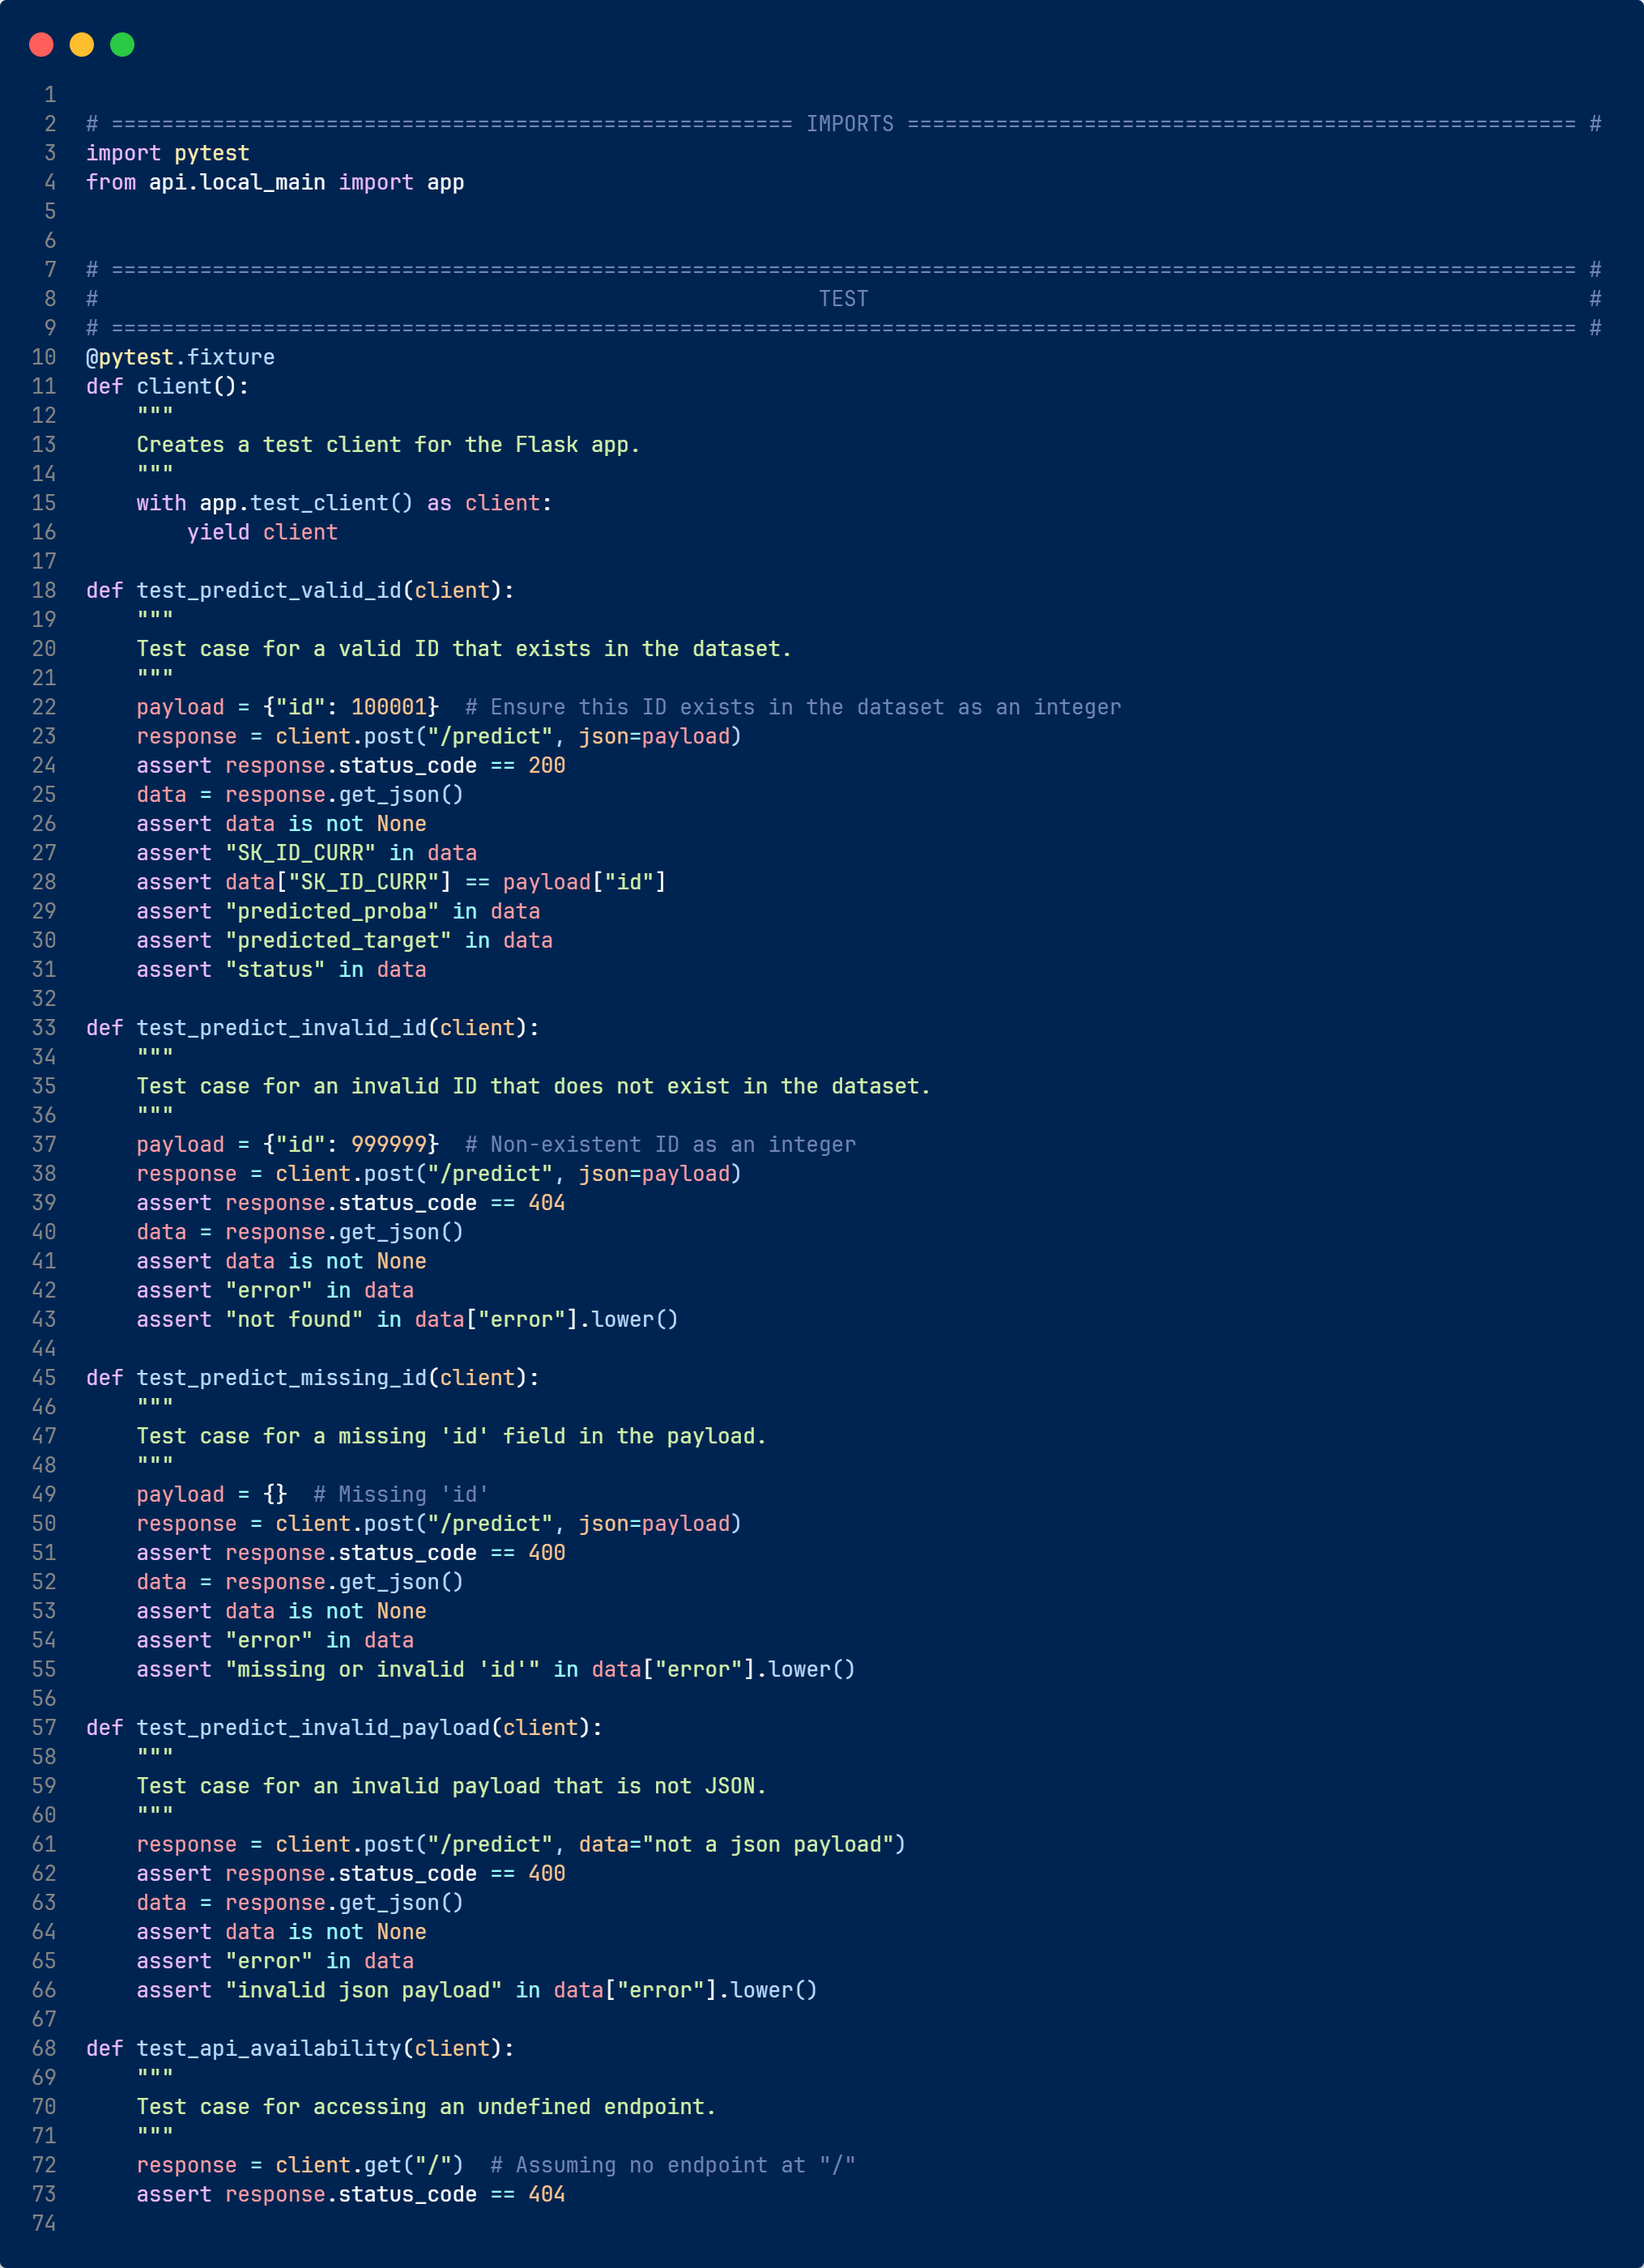 1
2 # ====================================================== IMPORTS ===================================================== #
3 import pytest
4 from api.local_main import app
5
6
7 # ==================================================================================================================== #
8 #                                                         TEST                                                         #
9 # ==================================================================================================================== #
10 @pytest.fixture
11 def client():
12     """
13     Creates a test client for the Flask app.
14     """
15     with app.test_client() as client:
16         yield client
17
18 def test_predict_valid_id(client):
19     """
20     Test case for a valid ID that exists in the dataset.
21     """
22     payload = {"id": 100001}  # Ensure this ID exists in the dataset as an integer
23     response = client.post("/predict", json=payload)
24     assert response.status_code == 200
25     data = response.get_json()
26     assert data is not None
27     assert "SK_ID_CURR" in data
28     assert data["SK_ID_CURR"] == payload["id"]
29     assert "predicted_proba" in data
30     assert "predicted_target" in data
31     assert "status" in data
32
33 def test_predict_invalid_id(client):
34     """
35     Test case for an invalid ID that does not exist in the dataset.
36     """
37     payload = {"id": 999999}  # Non-existent ID as an integer
38     response = client.post("/predict", json=payload)
39     assert response.status_code == 404
40     data = response.get_json()
41     assert data is not None
42     assert "error" in data
43     assert "not found" in data["error"].lower()
44
45 def test_predict_missing_id(client):
46     """
47     Test case for a missing 'id' field in the payload.
48     """
49     payload = {}  # Missing 'id'
50     response = client.post("/predict", json=payload)
51     assert response.status_code == 400
52     data = response.get_json()
53     assert data is not None
54     assert "error" in data
55     assert "missing or invalid 'id'" in data["error"].lower()
56
57 def test_predict_invalid_payload(client):
58     """
59     Test case for an invalid payload that is not JSON.
60     """
61     response = client.post("/predict", data="not a json payload")
62     assert response.status_code == 400
63     data = response.get_json()
64     assert data is not None
65     assert "error" in data
66     assert "invalid json payload" in data["error"].lower()
67
68 def test_api_availability(client):
69     """
70     Test case for accessing an undefined endpoint.
71     """
72     response = client.get("/")  # Assuming no endpoint at "/"
73     assert response.status_code == 404
74